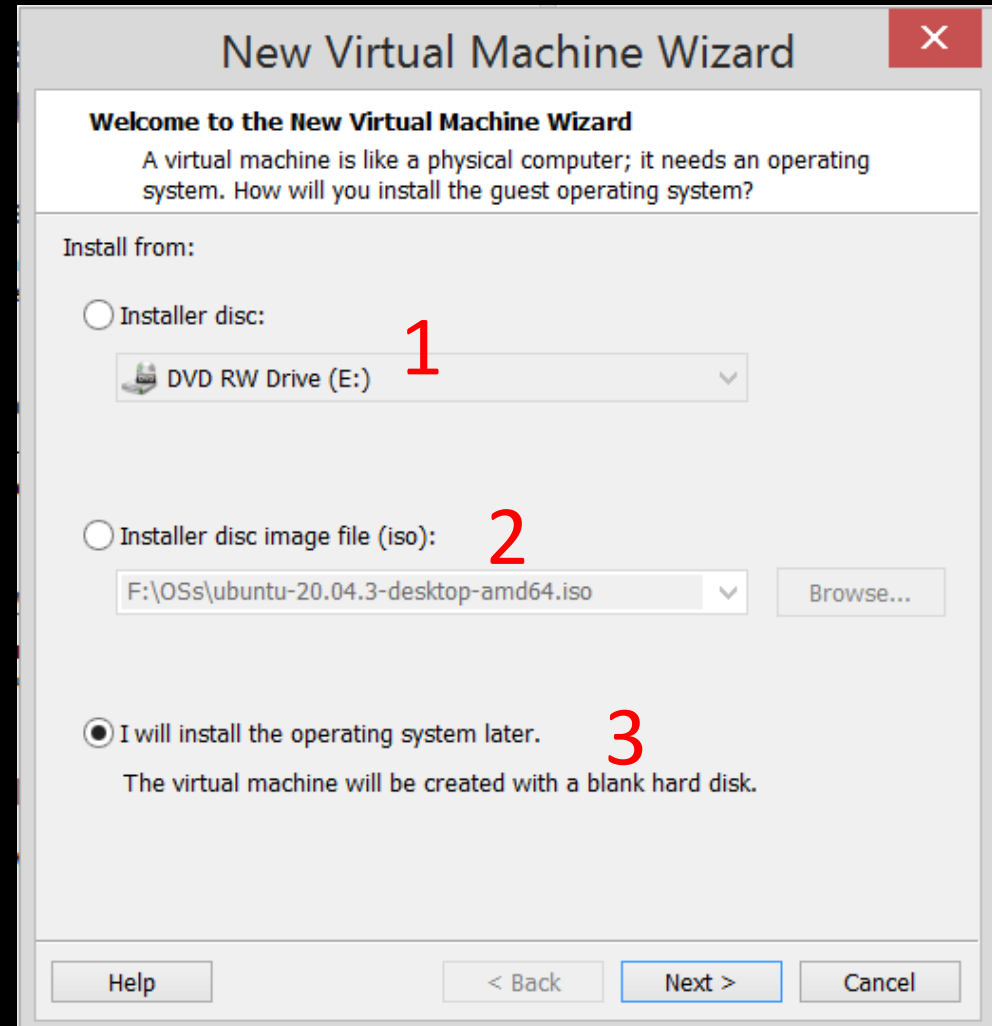 New Virtual Machine Wizard
Welcome to the New Virtual Machine Wizard
A virtual machine is like a physical computer; it needs an operating
system. How will you install the guest operating system?
Install from:
Installer disc:
1
DVD RW Drive (E:)
Installer disc image file (iso):
2
F:\OSs\ubuntu-20.04.3-desktop-amd64.iso
Browse...
I will install the operating system later.
3
The virtual machine will be created with a blank hard disk.
Help
< Back
Next >
Cancel